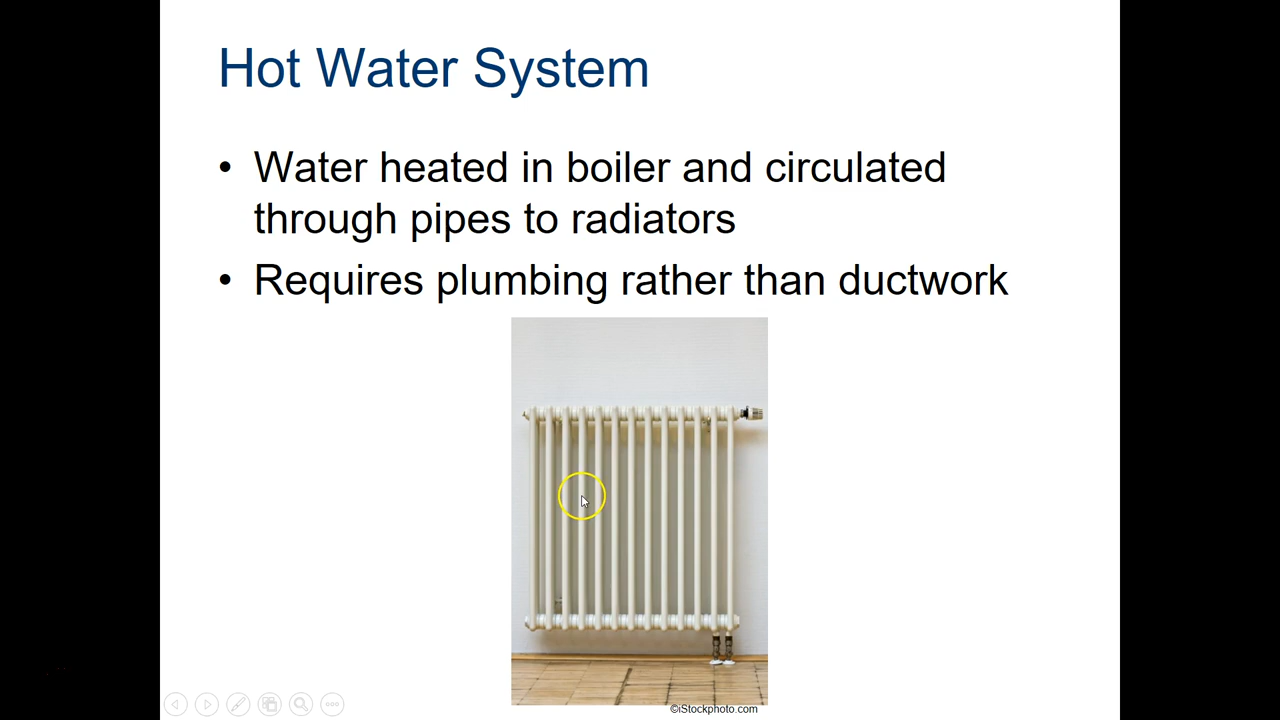 Hot Water System
• Water heated in boiler and circulated
through pipes to radiators
• Requires plumbing rather than ductwork
©iStockphoto.com